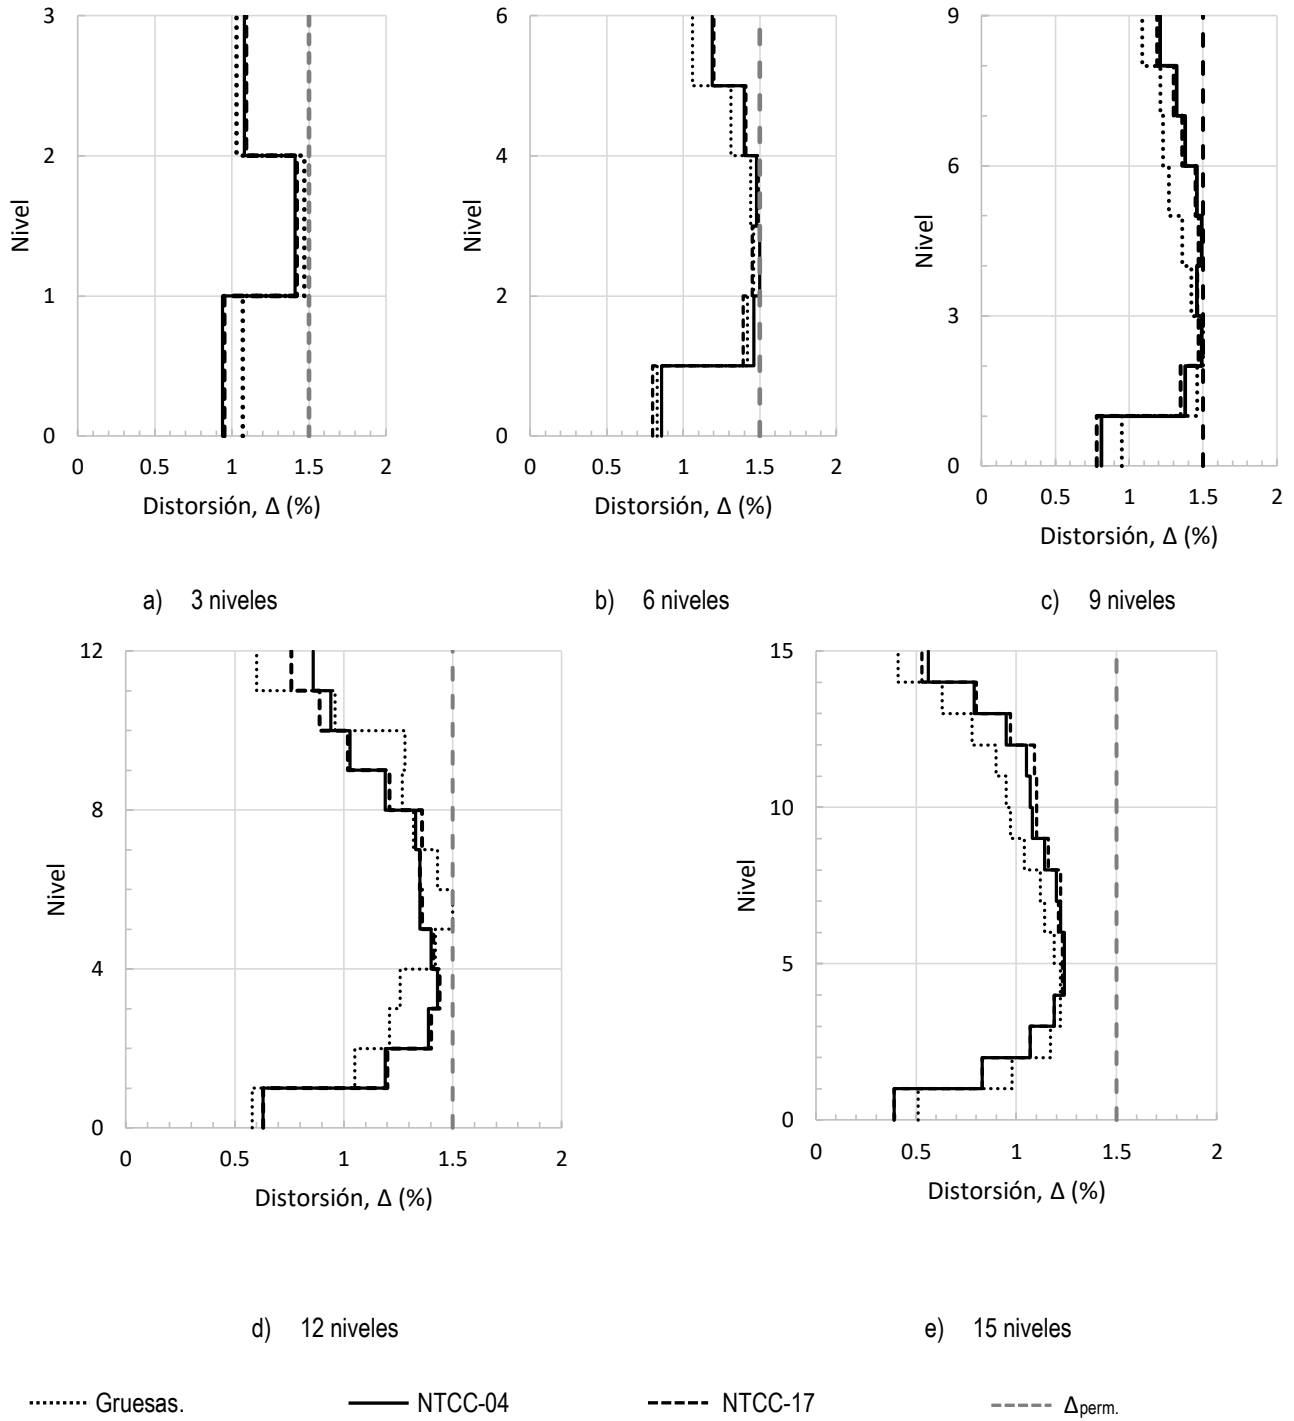 3
2
1
0
Nivel
0 0.5 1 1.5 2
Distorsión, Δ (%)
a) 3 niveles
6
4
2
0
Nivel
0 0.5 1 1.5 2
Distorsión, Δ (%)
b) 6 niveles
9
6
3
0
Nivel
0 0.5 1 1.5 2
Distorsión, Δ (%)
c) 9 niveles
12
8
4
0
Nivel
0 0.5 1 1.5 2
Distorsión, Δ (%)
d) 12 niveles
15
10
5
0
Nivel
0 0.5 1 1.5 2
Distorsión, Δ (%)
e) 15 niveles
Gruesas. NTCC-04 NTCC-17 Δperm.